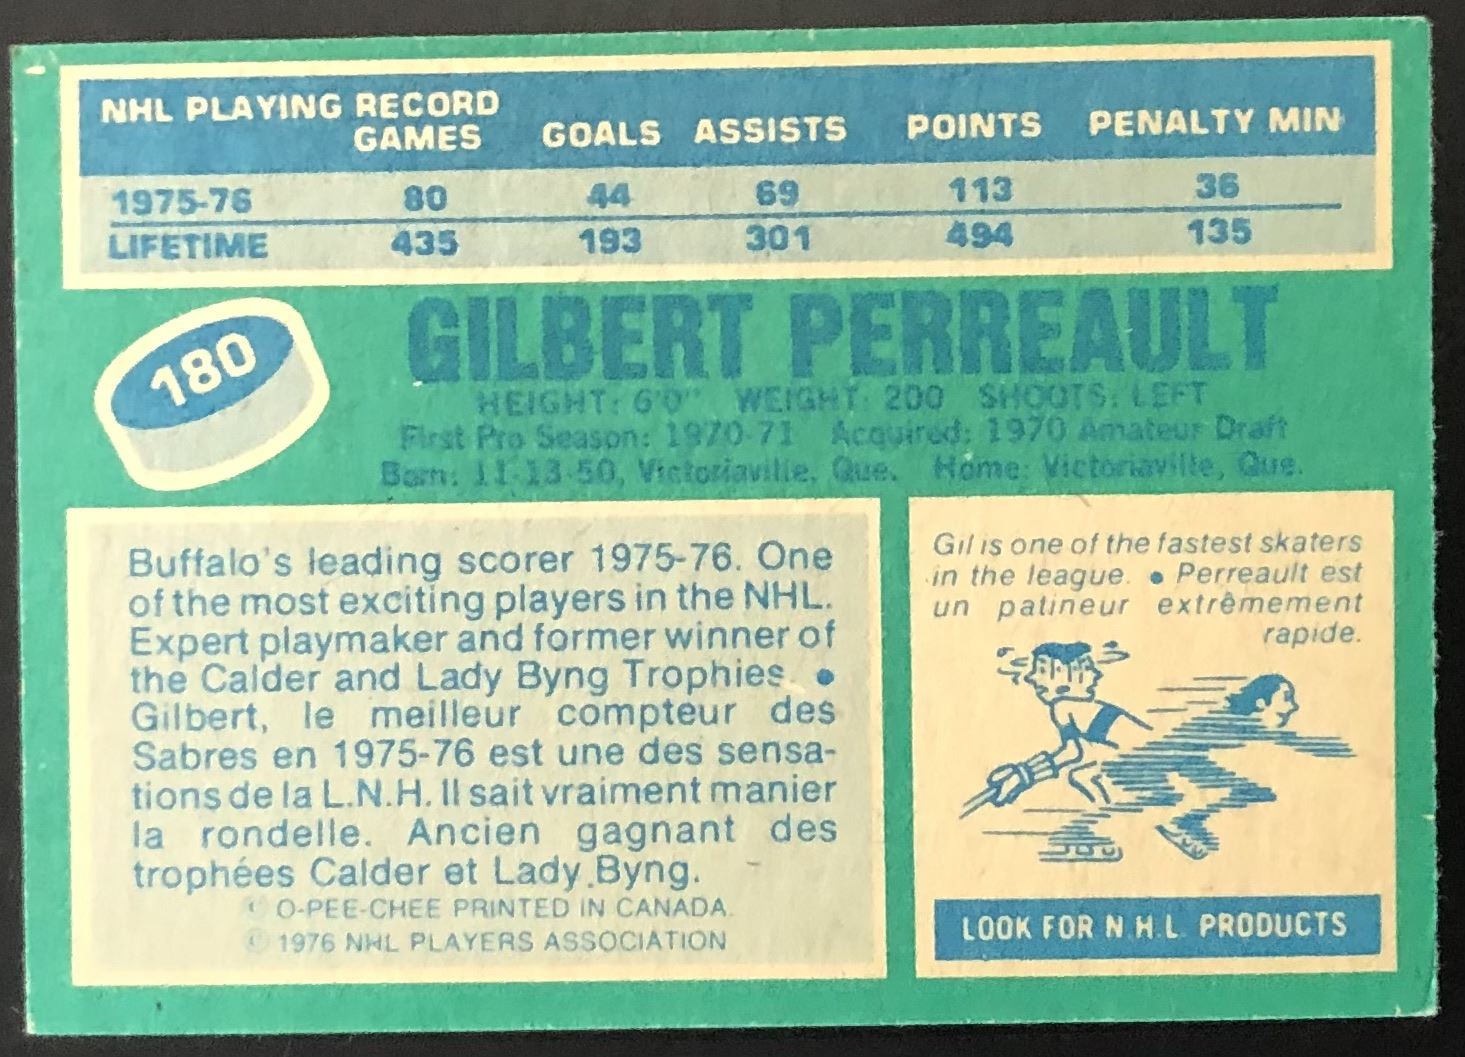 NHL PLAYING RECORD
GAMES GOALS ASSISTS POINTS PENALTY MIN
1975-76 80 44 69 113 36
LIFETIME 435 193 301 494 135
180
GILBERT PERREAULT
HEIGHT: 6'0" WEIGHT: 200 SHOOTS: LEFT
First Pro Season: 1970-71 Acquired: 1970 Amateur Draft
Born: 11-13-50, Victoriaville, Que. Home: Victoriaville, Que.
Buffalo's leading scorer 1975-76. One
of the most exciting players in the NHL.
Expert playmaker and former winner of
the Calder and Lady Byng Trophies •
Gilbert, le meilleur compteur des
Sabres en 1975-76 est une des sensa-
tions de la L.N.H. Il sait vraiment manier
la rondelle. Ancien gagnant des
trophées Calder et Lady Byng.
© O-PEE-CHEE PRINTED IN CANADA.
© 1976 NHL PLAYERS ASSOCIATION
Gil is one of the fastest skaters
in the league. • Perreault est
un patineur extrêmement
rapide.
LOOK FOR N.H.L. PRODUCTS